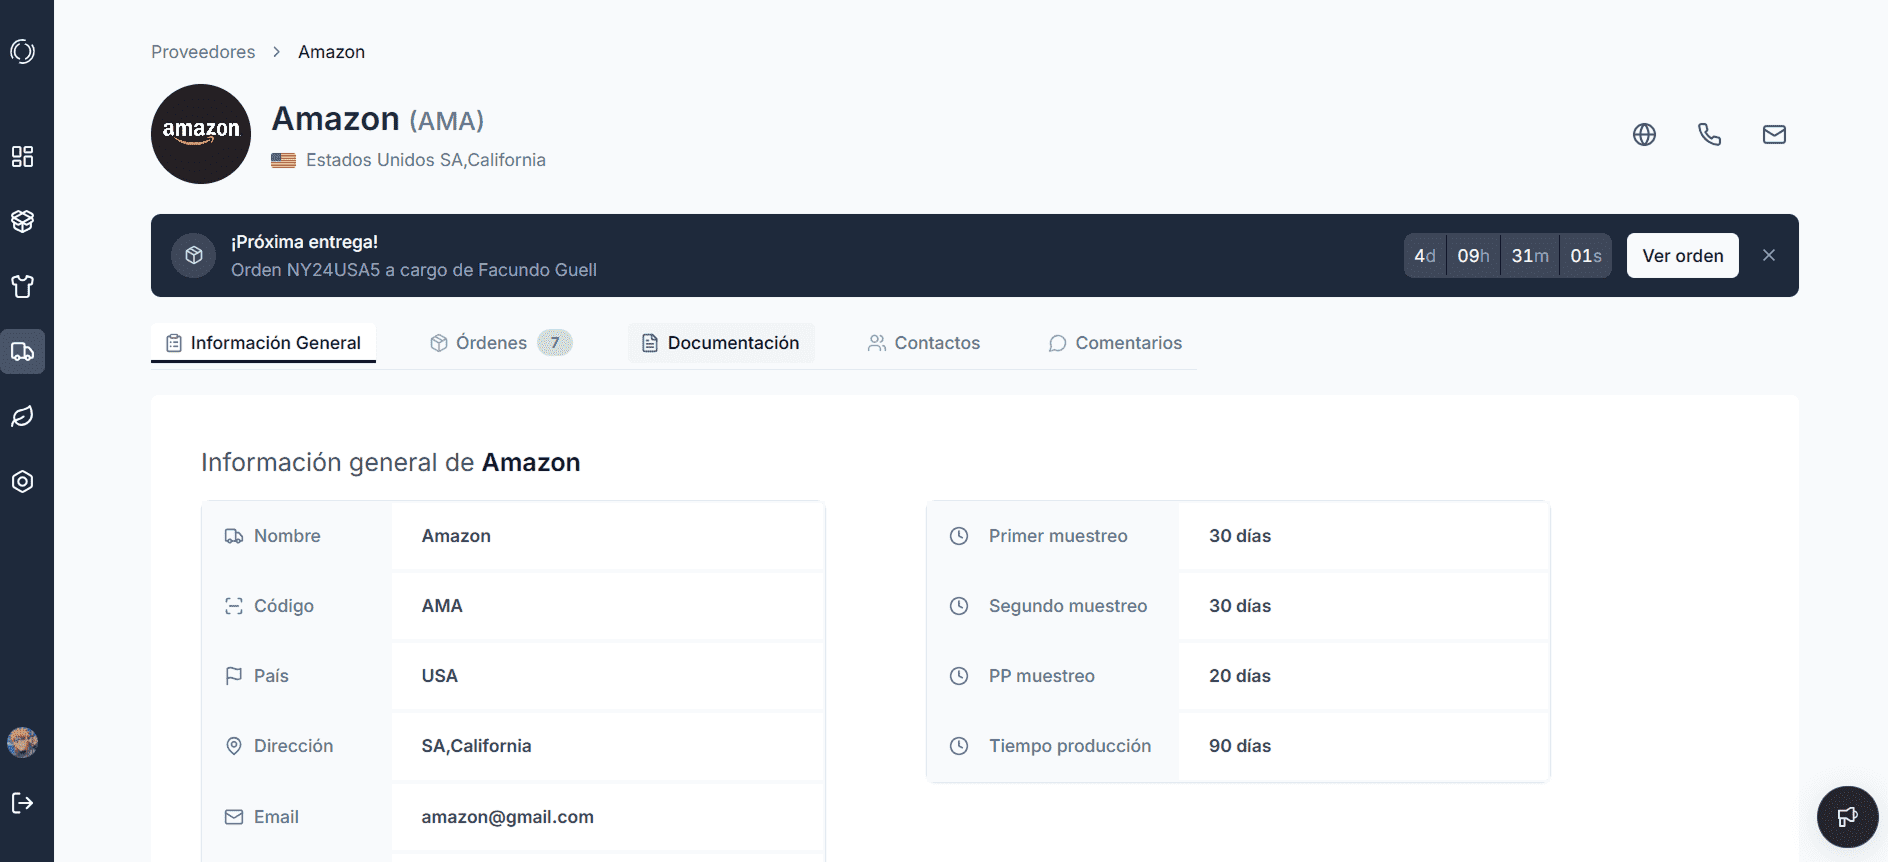 Proveedores > Amazon
amazon
Amazon (AMA)
Estados Unidos SA,California
¡Próxima entrega!
Orden NY24USA5 a cargo de Facundo Guell
4d 09h 31m 01s
Ver orden
Información General
Órdenes 7
Documentación
Contactos
Comentarios
Información general de Amazon
Nombre Amazon
Código AMA
País USA
Dirección SA,California
Email amazon@gmail.com
Primer muestreo 30 días
Segundo muestreo 30 días
PP muestreo 20 días
Tiempo producción 90 días